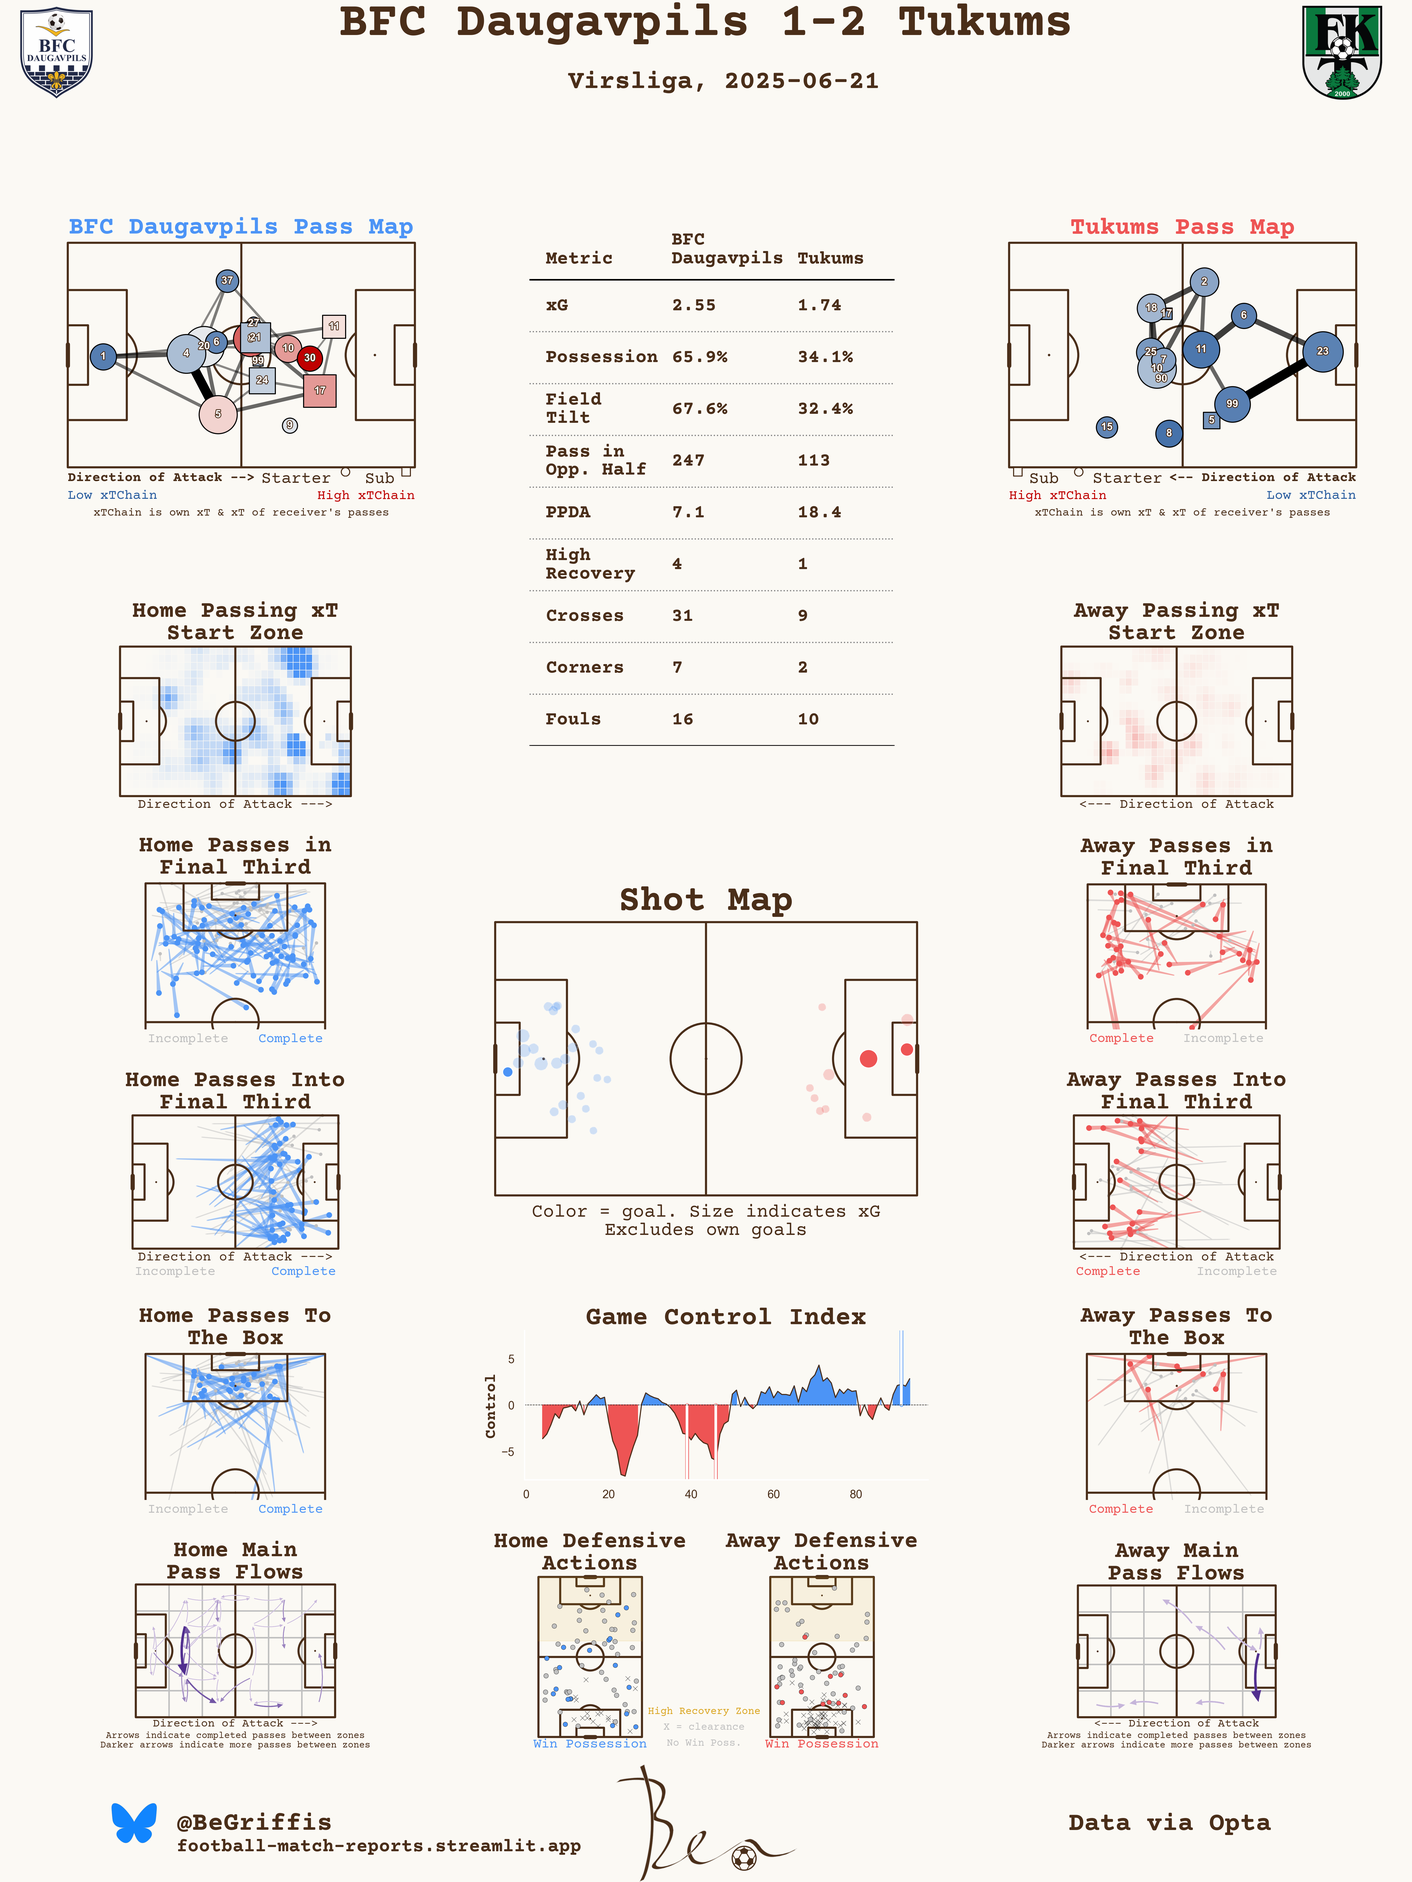 BFC Daugavpils 1-2 Tukums
Virsliga, 2025-06-21
BFC
DAUGAVPILS
FK
2000
BFC Daugavpils Pass Map
37
27
11
20
6
21
1
4
10
30
99
24
17
5
9
Direction of Attack --> Starter Sub
Low xTChain High xTChain
xTChain is own xT & xT of receiver's passes
Metric BFC Daugavpils Tukums
xG 2.55 1.74
Possession 65.9% 34.1%
Field Tilt 67.6% 32.4%
Pass in Opp. Half 247 113
PPDA 7.1 18.4
High Recovery 4 1
Crosses 31 9
Corners 7 2
Fouls 16 10
Tukums Pass Map
2
18
17
6
25
11
7
23
10
90
99
5
15
8
Sub Starter <-- Direction of Attack
High xTChain Low xTChain
xTChain is own xT & xT of receiver's passes
Home Passing xT
Start Zone
Direction of Attack --->
Away Passing xT
Start Zone
<--- Direction of Attack
Home Passes in
Final Third
Incomplete Complete
Away Passes in
Final Third
Complete Incomplete
Shot Map
Color = goal. Size indicates xG
Excludes own goals
Home Passes Into
Final Third
Direction of Attack --->
Incomplete Complete
Away Passes Into
Final Third
<--- Direction of Attack
Complete Incomplete
Home Passes To
The Box
Incomplete Complete
Game Control Index
Control
5
0
−5
0 20 40 60 80
Away Passes To
The Box
Complete Incomplete
Home Main
Pass Flows
Direction of Attack --->
Arrows indicate completed passes between zones
Darker arrows indicate more passes between zones
Home Defensive
Actions
Win Possession
High Recovery Zone
X = clearance
No Win Poss.
Away Defensive
Actions
Win Possession
Away Main
Pass Flows
<--- Direction of Attack
Arrows indicate completed passes between zones
Darker arrows indicate more passes between zones
@BeGriffis
football-match-reports.streamlit.app
Ben
Data via Opta